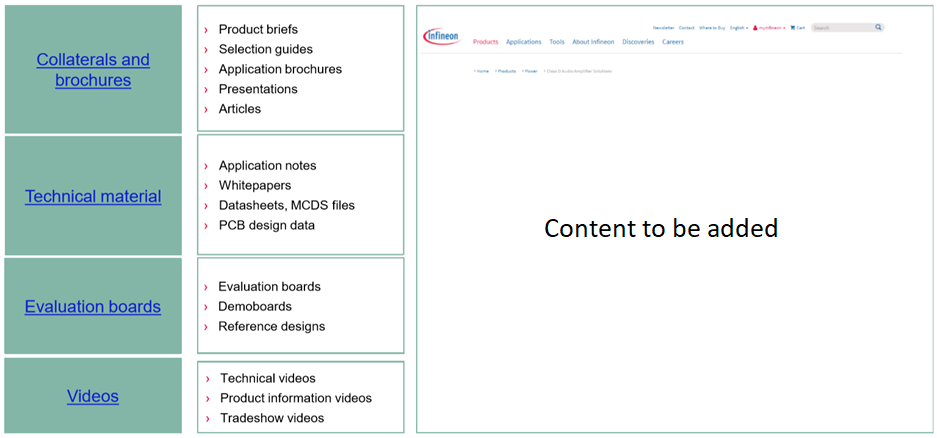 Collaterals and
brochures
› Product briefs
› Selection guides
› Application brochures
› Presentations
› Articles
Technical material
› Application notes
› Whitepapers
› Datasheets, MCDS files
› PCB design data
Evaluation boards
› Evaluation boards
› Demoboards
› Reference designs
Videos
› Technical videos
› Product information videos
› Tradeshow videos
Infineon
Newsletter Contact Where to Buy English myInfineon Cart Search
Products Applications Tools About Infineon Discoveries Careers
› Home › Products › Power › Class D Audio Amplifier Solutions
Content to be added